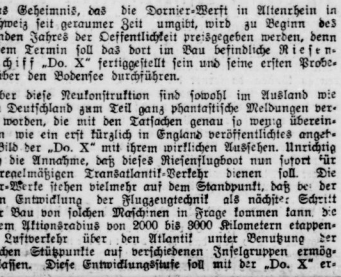 s Geheimnis, das die Dornier-Werft in Altenrhein in
hweiz seit geraumer Zeit umgibt, wird zu Beginn des
nden Jahres der Oeffentlichkeit preisgegeben werden, denn
em Termin soll das dort im Bau befindliche Riesen-
chiff „Do. X“ fertiggestellt sein und ersten Probe-
über den Bodensee durchführen.
ber diese Neukonstruktion sind sowohl im Ausland wie
Deutschland zum Teil ganz phantastische Meldungen ver-
worden, die mit den Tatsachen genau so wenig überein-
wie ein erst kürzlich in England veröffentlichtes angeb-
Bild der „Do. X“ mit ihrem wirklichen Aussehen. Unrichtig
die Annahme, daß dieses Riesenflugboot nun sofort für
regelmäßigen Transatlantik-Verkehr dienen soll. Die
r-Werke stehen vielmehr auf dem Standpunkt, daß bei der
n Entwicklung der Flugzeugtechnik als nächster Schritt
r Bau von solchen Maschinen in Frage kommen kann, die
em Aktionsradius von 2000 bis 3000 Kilometern etappen-
Luftverkehr über den Atlantik unter Benutzung der
ichen Stützpunkte auf verschiedenen Inselgruppen ermög-
lassen. Diese Entwicklungsstufe soll mit der „Do. X“ er-